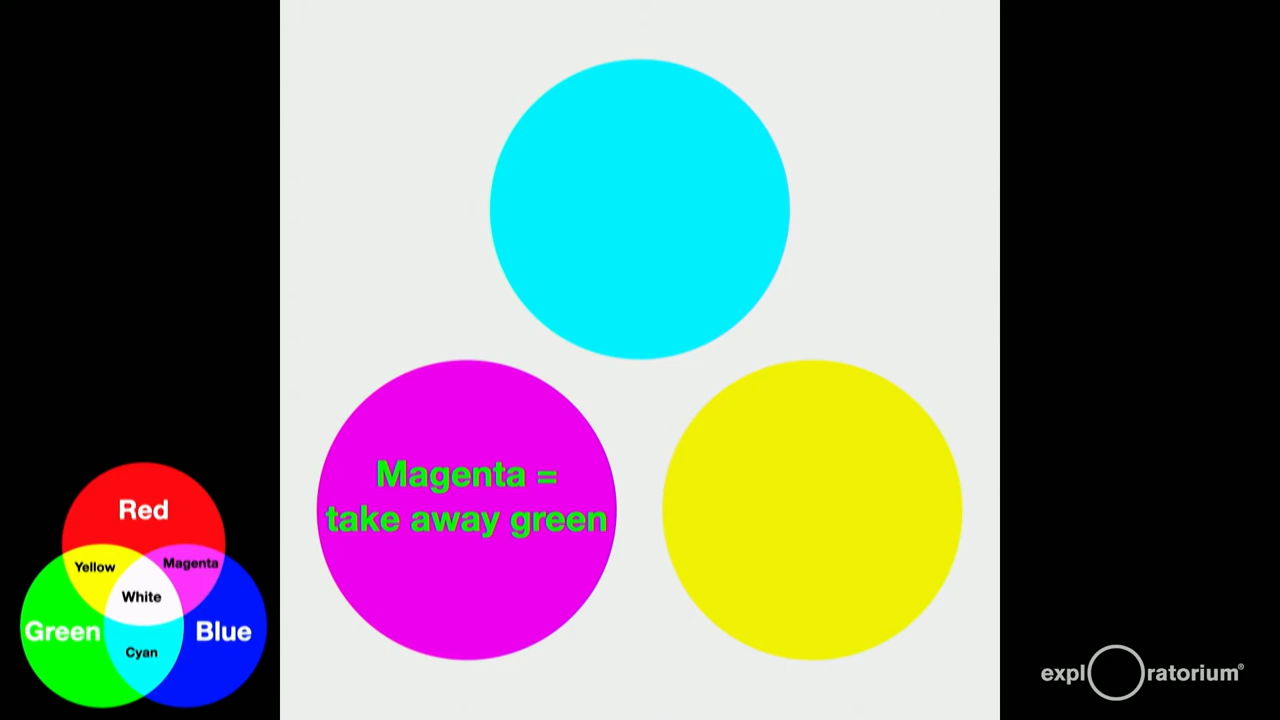 Magenta =
take away green
Red
Yellow
Magenta
White
Green
Blue
Cyan
expl ratorium®